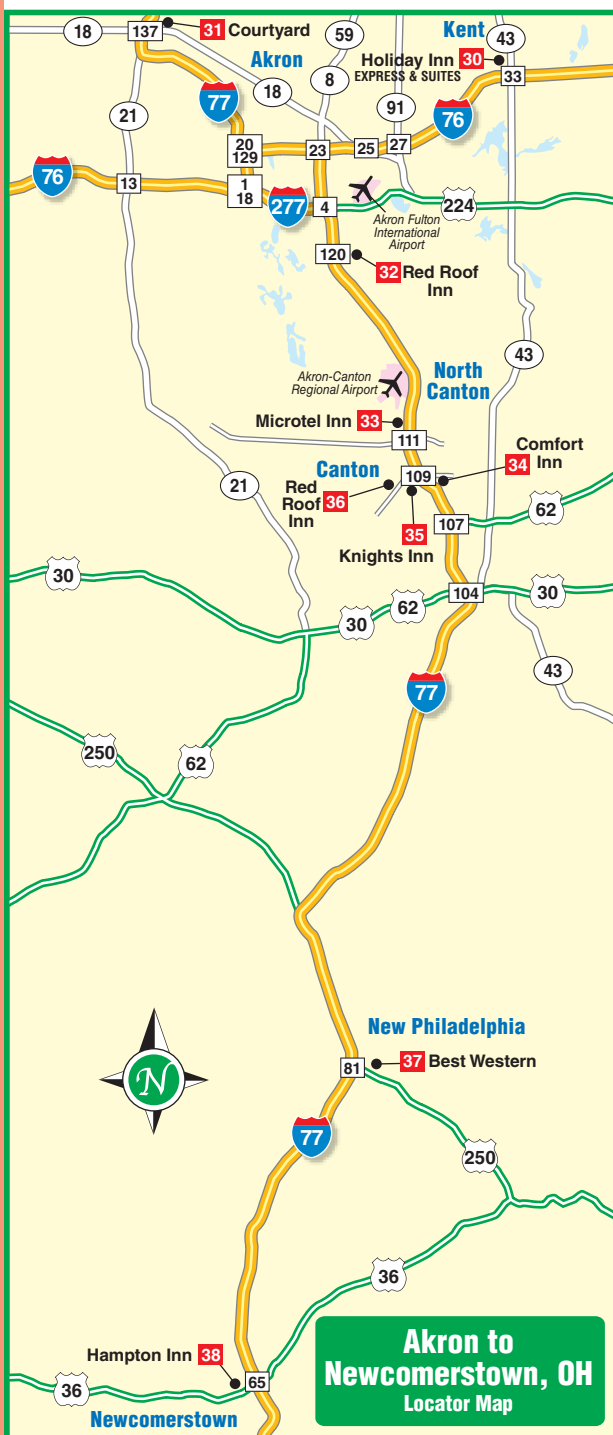 18
137
31 Courtyard
59
Kent
43
Akron
Holiday Inn 30
EXPRESS & SUITES
33
77
18
8
91
76
21
20
129
23
25
27
76
13
1
18
277
4
224
Akron Fulton
International
Airport
120
32 Red Roof
Inn
43
Akron-Canton
Regional Airport
North
Canton
Microtel Inn 33
111
Comfort
34 Inn
Canton
109
21
Red
Roof 36
Inn
62
107
35
Knights Inn
30
104
30
62
30
43
77
250
62
New Philadelphia
81
37 Best Western
N
77
250
36
Akron to
Newcomerstown, OH
Locator Map
Hampton Inn 38
65
36
Newcomerstown